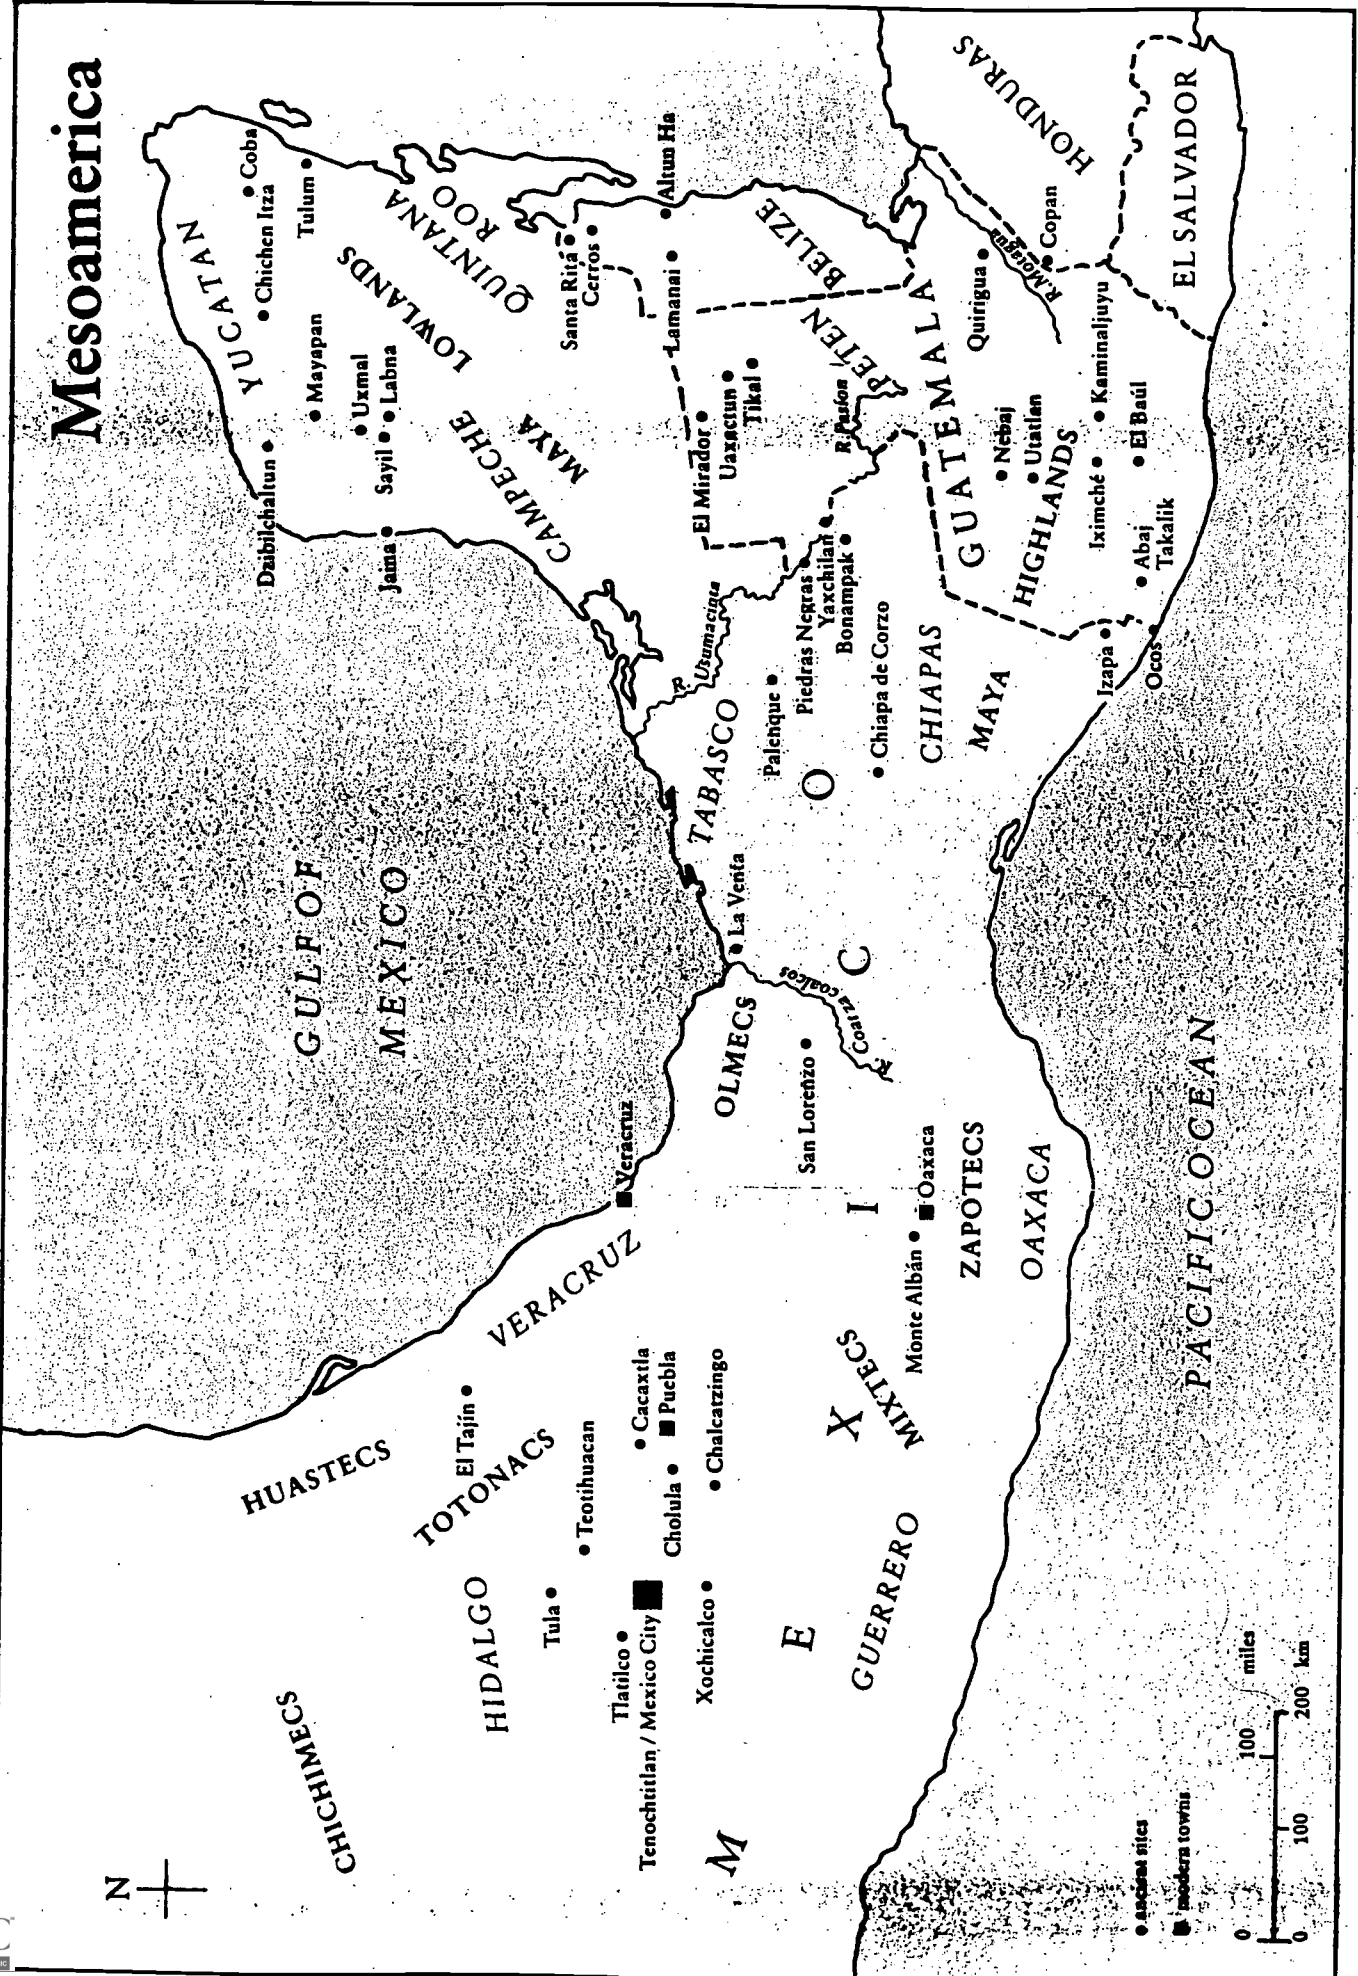 Mesoamerica
N
GULF OF
MEXICO
PACIFIC OCEAN
M E X I C O
CHICHIMECS
HUASTECS
HIDALGO
TOTONACS
VERACRUZ
El Tajín
Tula
Teotihuacan
Tlatilco
Tenochtitlan / Mexico City
Cacaxtla
Puebla
Cholula
Xochicalco
Chalcatzingo
GUERRERO
MIXTECS
Veracruz
OLMECS
San Lorenzo
La Venta
R. Coatzacoalcos
Monte Albán
Oaxaca
ZAPOTECS
OAXACA
TABASCO
R. Usumacinta
Palenque
Piedras Negras
Yaxchilan
Bonampak
Chiapa de Corzo
CHIAPAS
MAYA
HIGHLANDS
Izapa
Ocos
Abaj
Takalik
El Baúl
Iximché
Kaminaljuyu
Utatlan
Nebaj
GUATEMALA
Quirigua
R. Motagua
Copan
HONDURAS
EL SALVADOR
YUCATAN
Dzibilchaltun
Chichen Itza
Coba
Tulum
Mayapan
Uxmal
Labna
Sayil
Jaina
CAMPECHE
MAYA
LOWLANDS
QUINTANA
ROO
Santa Rita
Cerros
Altun Ha
Lamanai
BELIZE
El Mirador
Uaxactun
Tikal
PETEN
R. Pasion
ancient sites
modern towns
0 100 miles
0 100 200 km